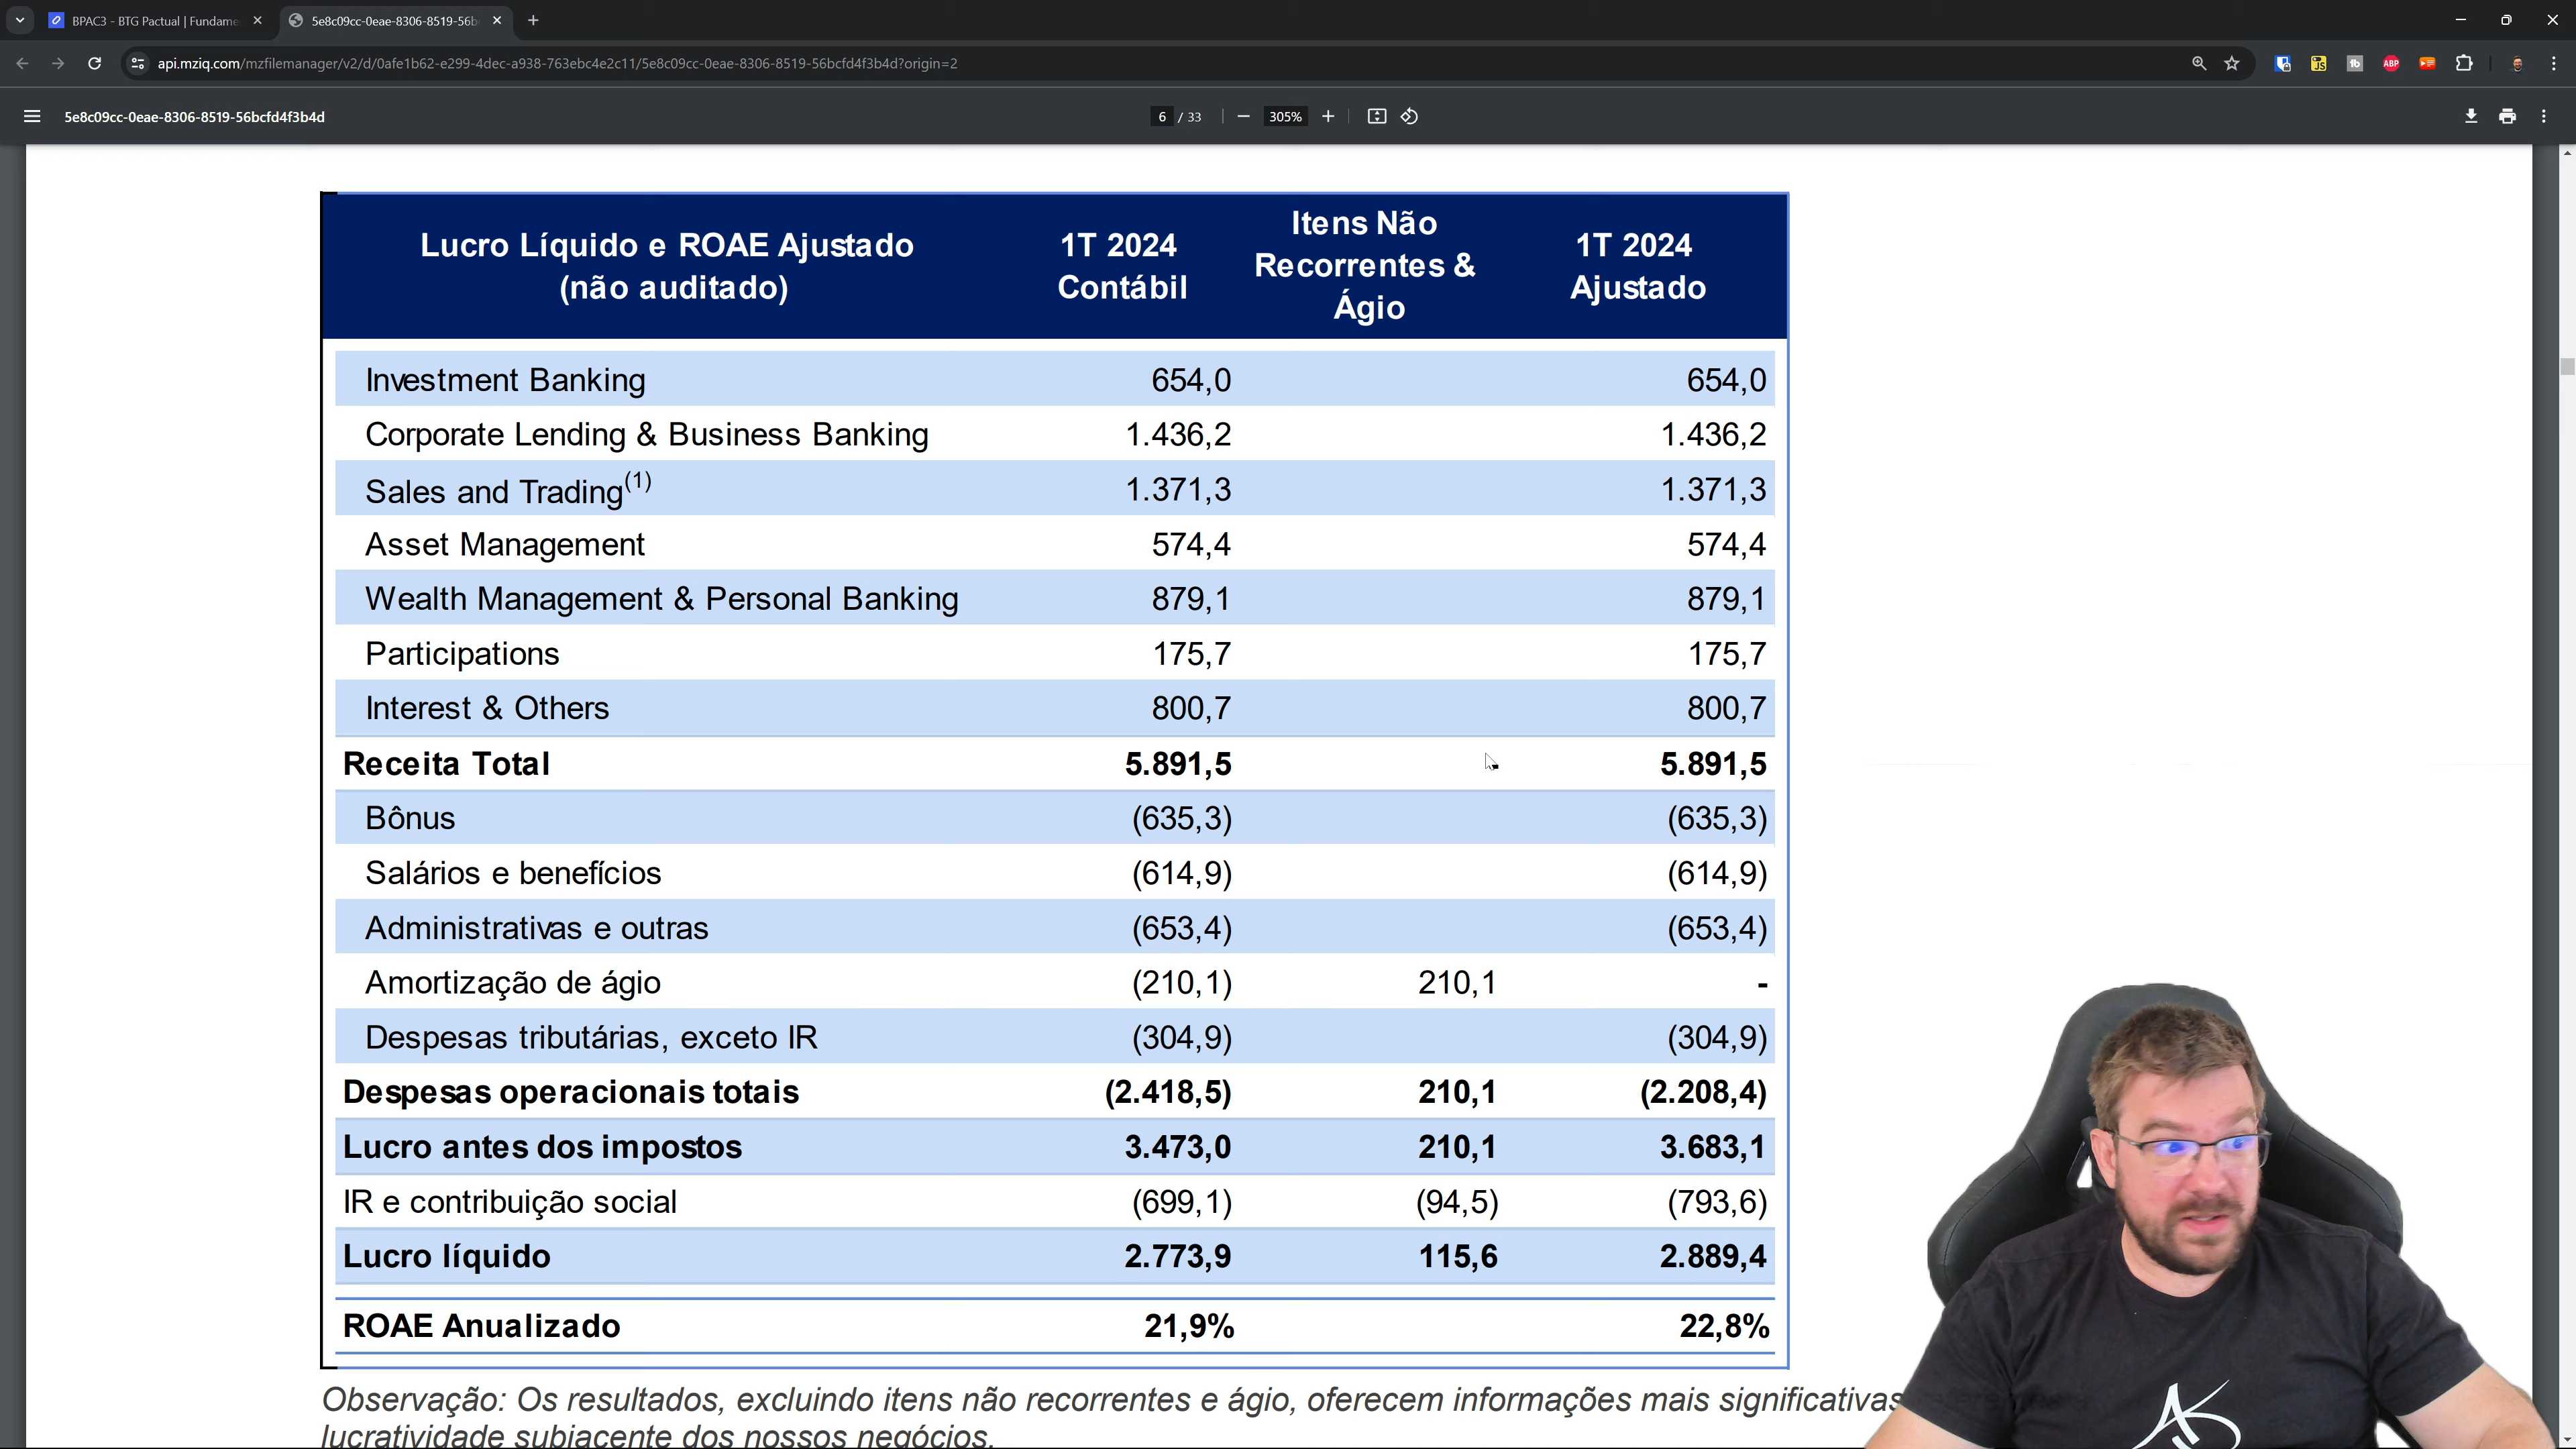 BPAC3 - BTG Pactual | Fundame
5e8c09cc-0eae-8306-8519-56b
api.mziq.com/mzfilemanager/v2/d/0afe1b62-e299-4dec-a938-763ebc4e2c11/5e8c09cc-0eae-8306-8519-56bcfd4f3b4d?origin=2
JS
fb
ABP
5e8c09cc-0eae-8306-8519-56bcfd4f3b4d
6 / 33
305%
Lucro Líquido e ROAE Ajustado (não auditado) 1T 2024 Contábil Itens Não Recorrentes & Ágio 1T 2024 Ajustado
Investment Banking 654,0 654,0
Corporate Lending & Business Banking 1.436,2 1.436,2
Sales and Trading(1) 1.371,3 1.371,3
Asset Management 574,4 574,4
Wealth Management & Personal Banking 879,1 879,1
Participations 175,7 175,7
Interest & Others 800,7 800,7
Receita Total 5.891,5 5.891,5
Bônus (635,3) (635,3)
Salários e benefícios (614,9) (614,9)
Administrativas e outras (653,4) (653,4)
Amortização de ágio (210,1) 210,1 -
Despesas tributárias, exceto IR (304,9) (304,9)
Despesas operacionais totais (2.418,5) 210,1 (2.208,4)
Lucro antes dos impostos 3.473,0 210,1 3.683,1
IR e contribuição social (699,1) (94,5) (793,6)
Lucro líquido 2.773,9 115,6 2.889,4
ROAE Anualizado 21,9% 22,8%
Observação: Os resultados, excluindo itens não recorrentes e ágio, oferecem informações mais significativas
lucratividade subjacente dos nossos negócios.